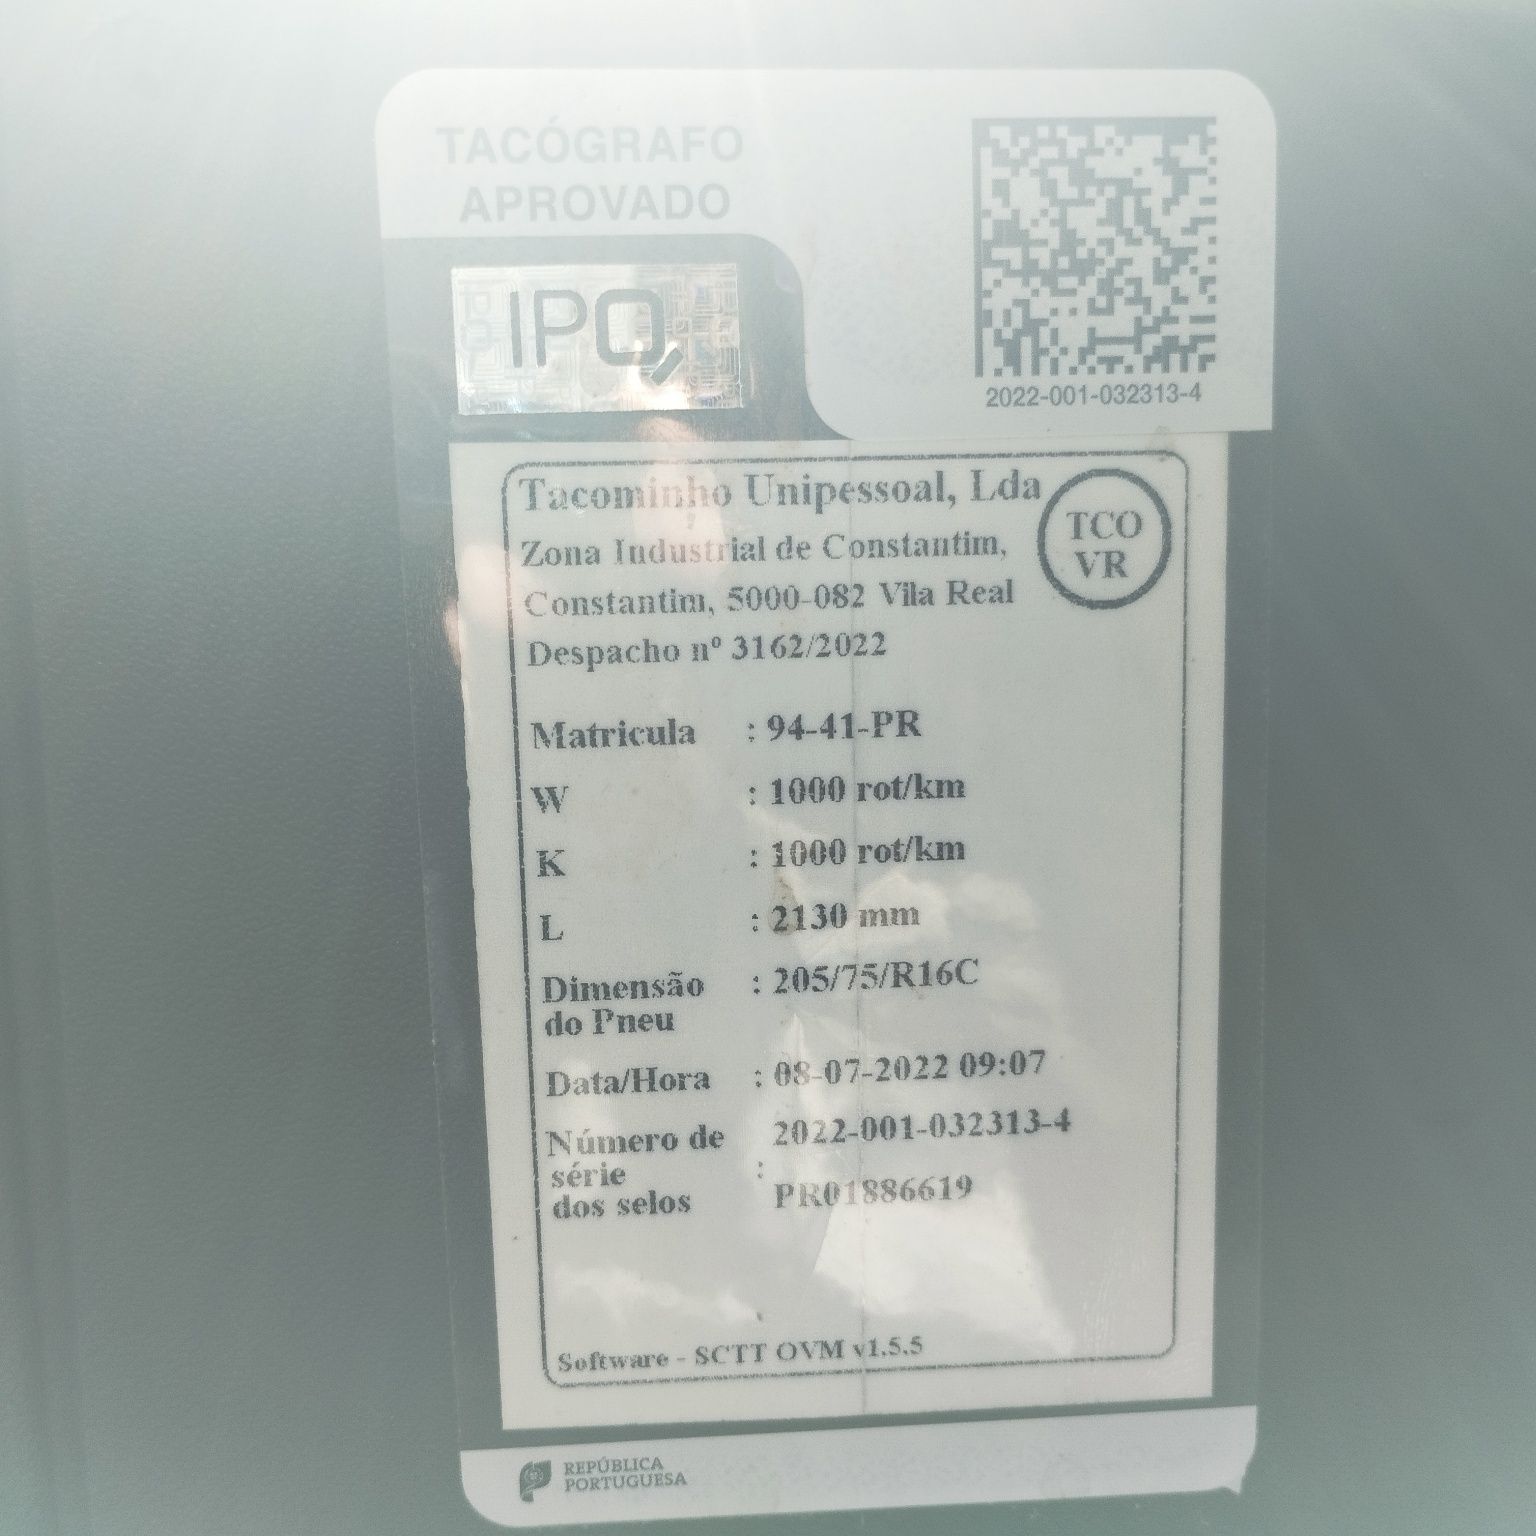 TACÓGRAFO
APROVADO
IPQ
2022-001-032313-4
Tacominho Unipessoal, Lda
TCO
VR
Zona Industrial de Constantim,
Constantim, 5000-082 Vila Real
Despacho nº 3162/2022
Matricula : 94-41-PR
W : 1000 rot/km
K : 1000 rot/km
L : 2130 mm
Dimensão : 205/75/R16C
do Pneu
Data/Hora : 08-07-2022 09:07
Número de 2022-001-032313-4
série :
dos selos PR01886619
Software - SCTT OVM v1.5.5
REPÚBLICA
PORTUGUESA